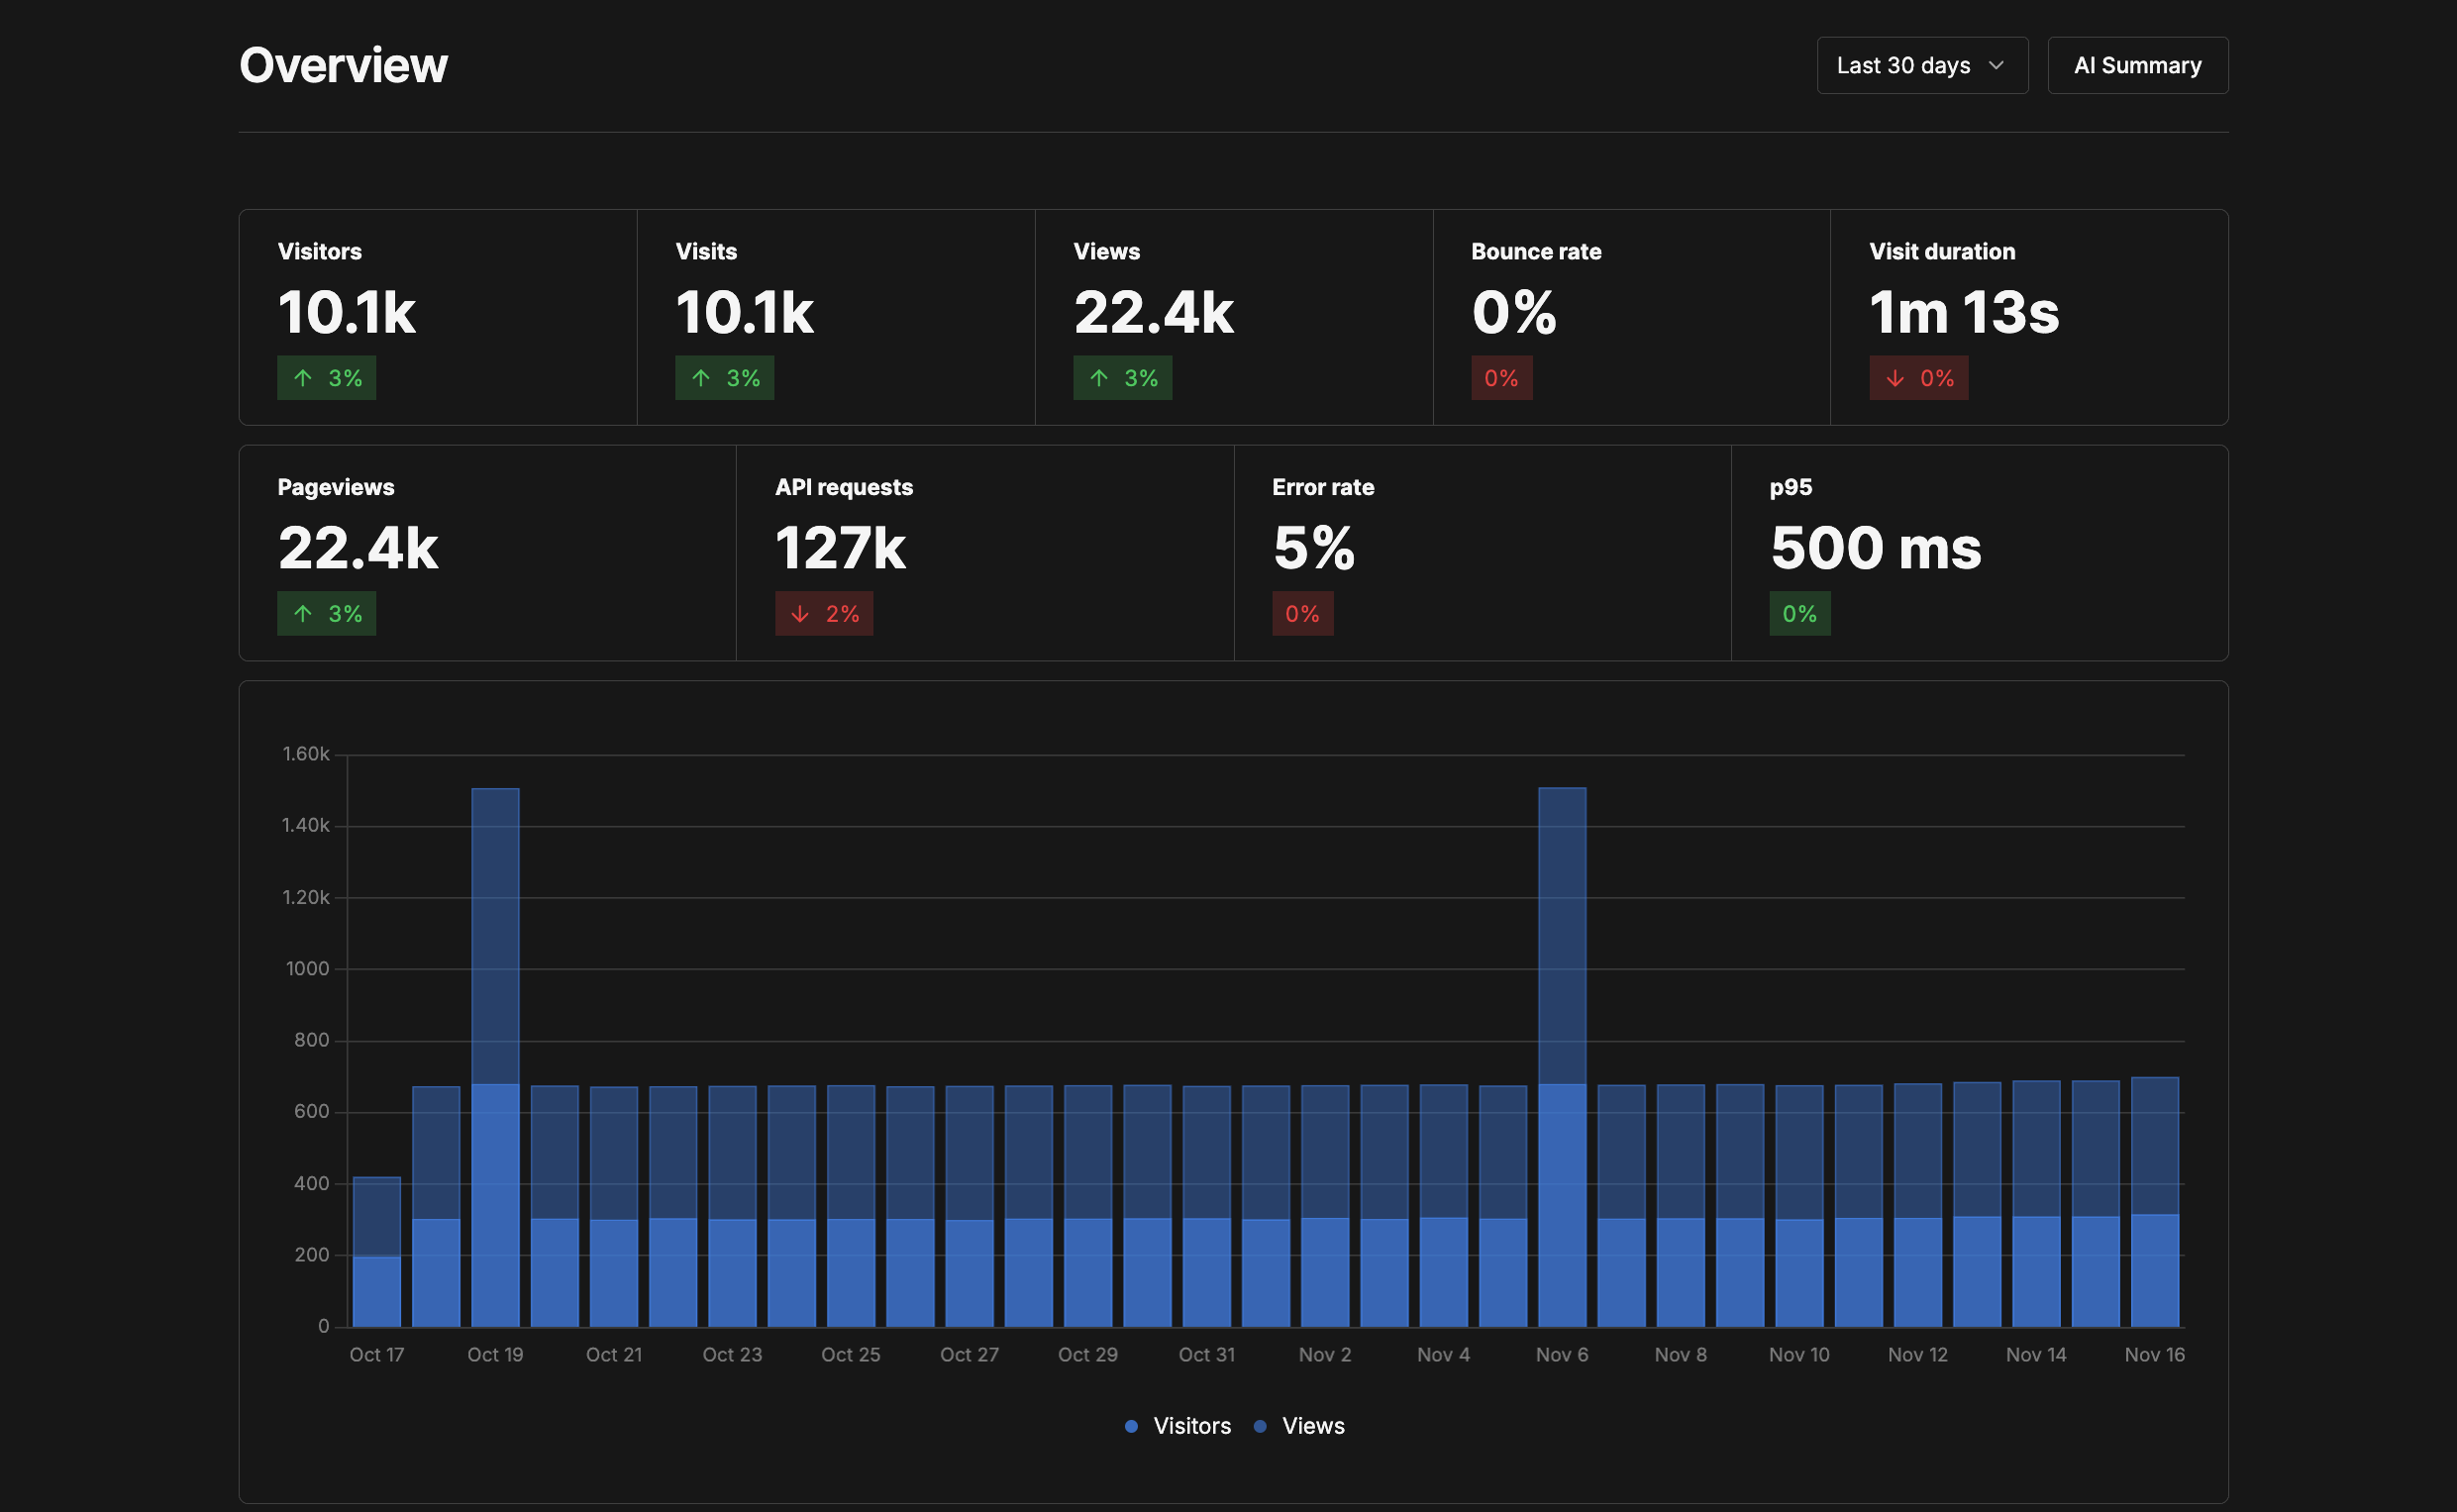 Overview
Last 30 days
AI Summary
Visitors
10.1k
↑ 3%
Visits
10.1k
↑ 3%
Views
22.4k
↑ 3%
Bounce rate
0%
0%
Visit duration
1m 13s
↓ 0%
Pageviews
22.4k
↑ 3%
API requests
127k
↓ 2%
Error rate
5%
0%
p95
500 ms
0%
1.60k
1.40k
1.20k
1000
800
600
400
200
0
Oct 17 Oct 19 Oct 21 Oct 23 Oct 25 Oct 27 Oct 29 Oct 31 Nov 2 Nov 4 Nov 6 Nov 8 Nov 10 Nov 12 Nov 14 Nov 16
Visitors Views